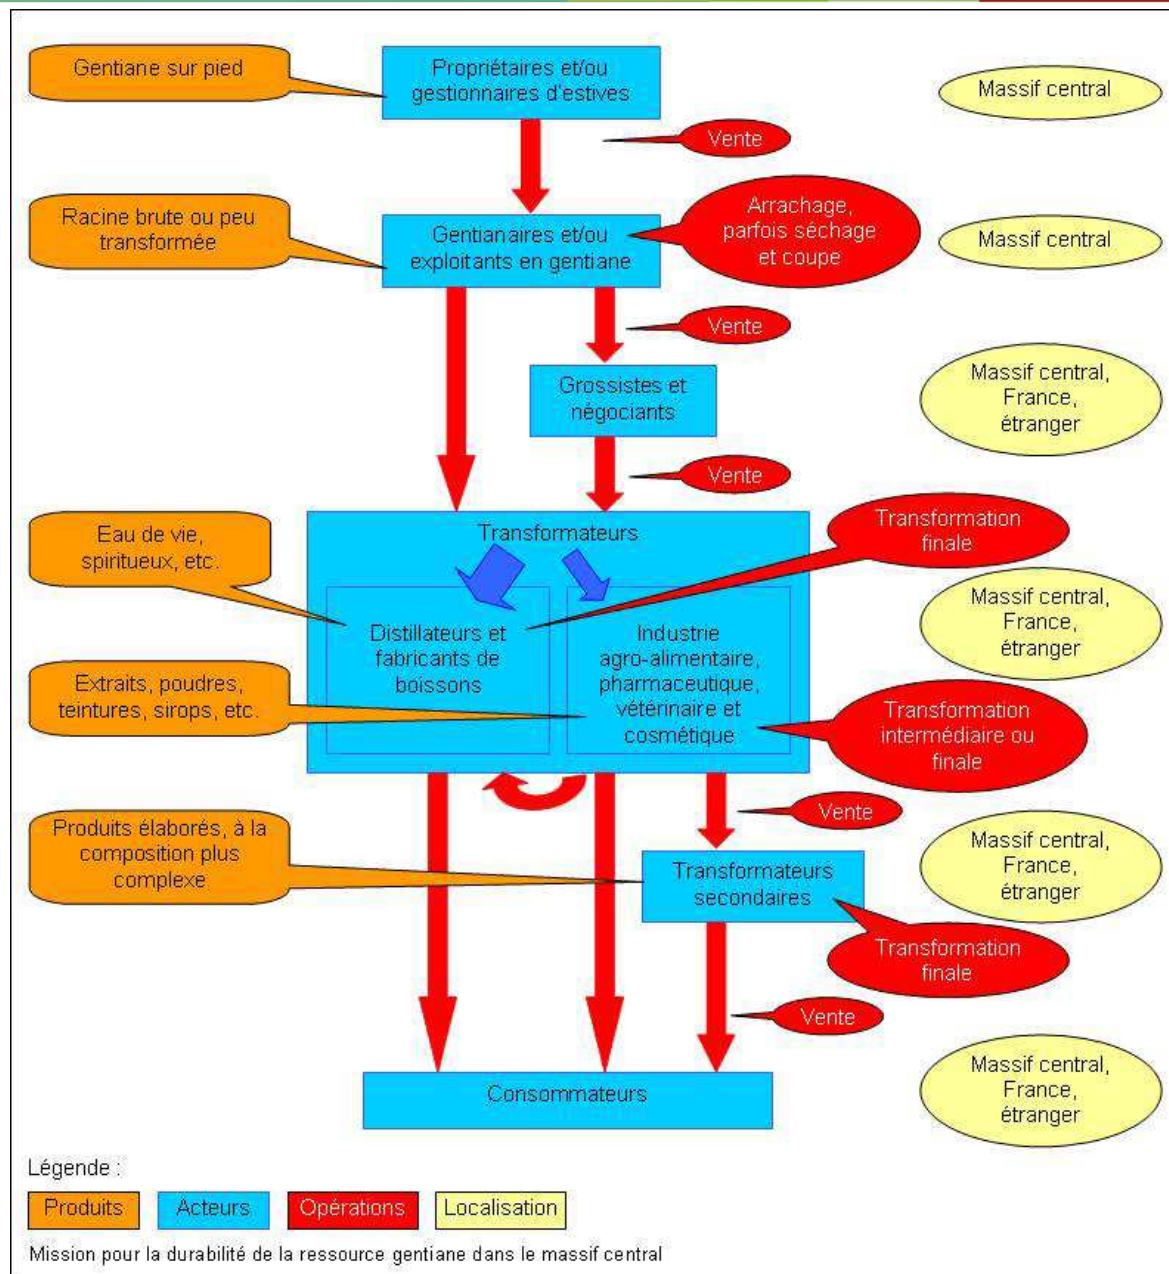 Gentiane sur pied
Propriétaires et/ou
gestionnaires d'estives
Massif central
Vente
Racine brute ou peu
transformée
Gentianaires et/ou
exploitants en gentiane
Arrachage,
parfois séchage
et coupe
Massif central
Vente
Grossistes et
négociants
Massif central,
France,
étranger
Vente
Eau de vie,
spiritueux, etc.
Transformateurs
Transformation
finale
Distillateurs et
fabricants de
boissons
Industrie
agro-alimentaire,
pharmaceutique,
vétérinaire et
cosmétique
Massif central,
France,
étranger
Extraits, poudres,
teintures, sirops, etc.
Transformation
intermédiaire ou
finale
Vente
Produits élaborés, à la
composition plus
complexe
Transformateurs
secondaires
Massif central,
France,
étranger
Transformation
finale
Vente
Consommateurs
Massif central,
France,
étranger
Légende :
Produits
Acteurs
Opérations
Localisation
Mission pour la durabilité de la ressource gentiane dans le massif central